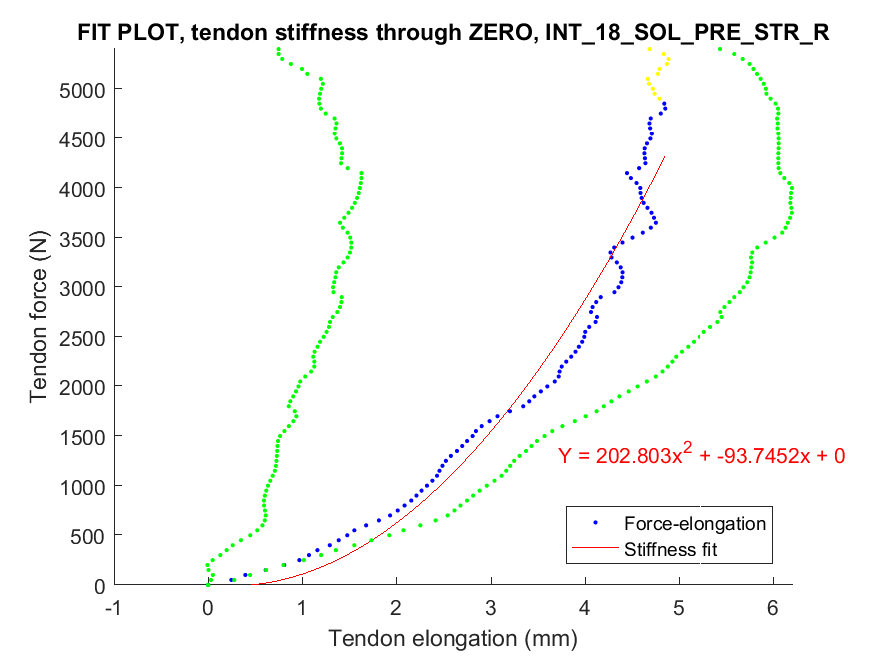 FIT PLOT, tendon stiffness through ZERO, INT_18_SOL_PRE_STR_R
5000
4500
4000
3500
3000
2500
2000
1500
1000
500
0
Tendon force (N)
Y = 202.803x² + -93.7452x + 0
Force-elongation
Stiffness fit
-1 0 1 2 3 4 5 6
Tendon elongation (mm)